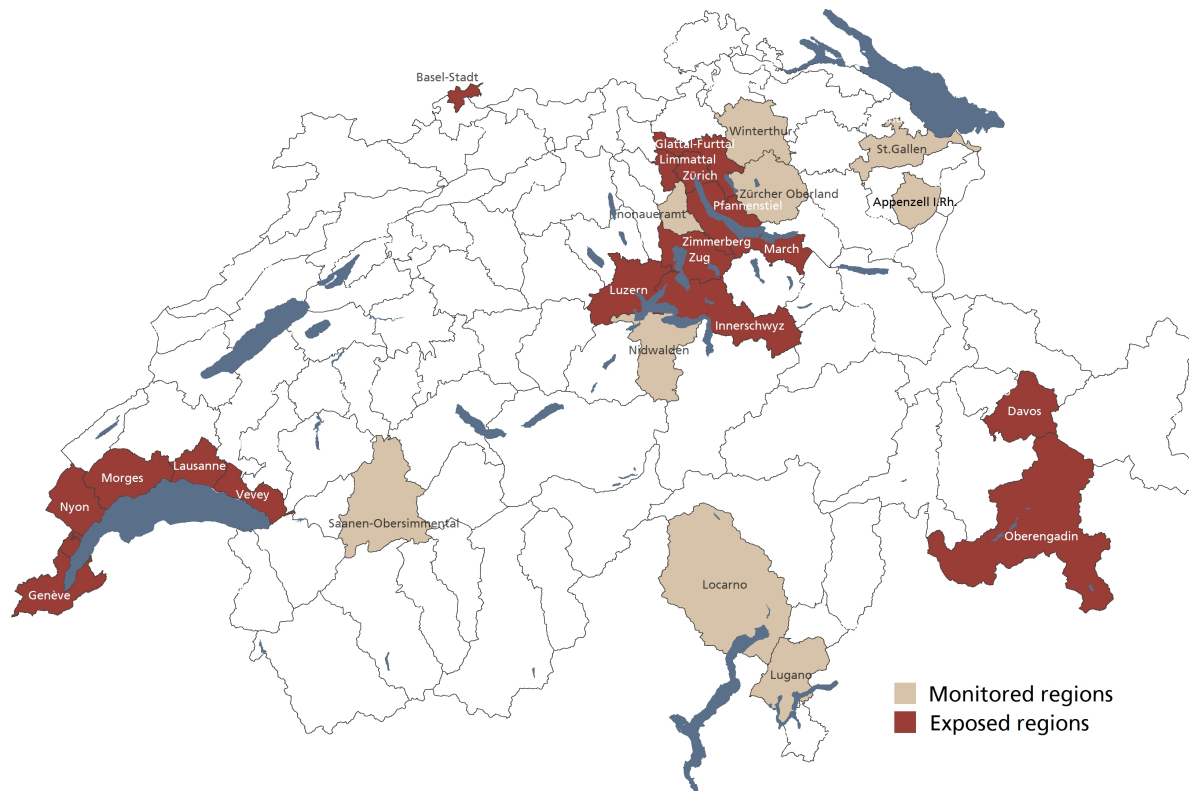 Basel-Stadt
Winterthur
Glattal-Furttal
St.Gallen
Limmattal
Zürich
Zürcher Oberland
Appenzell I.Rh.
Pfannenstiel
nonaueramt
Zimmerberg
March
Zug
Luzern
Innerschwyz
Nidwalden
Davos
Lausanne
Morges
Vevey
Nyon
Saanen-Obersimmental
Oberengadin
Locarno
Genève
Lugano
Monitored regions
Exposed regions